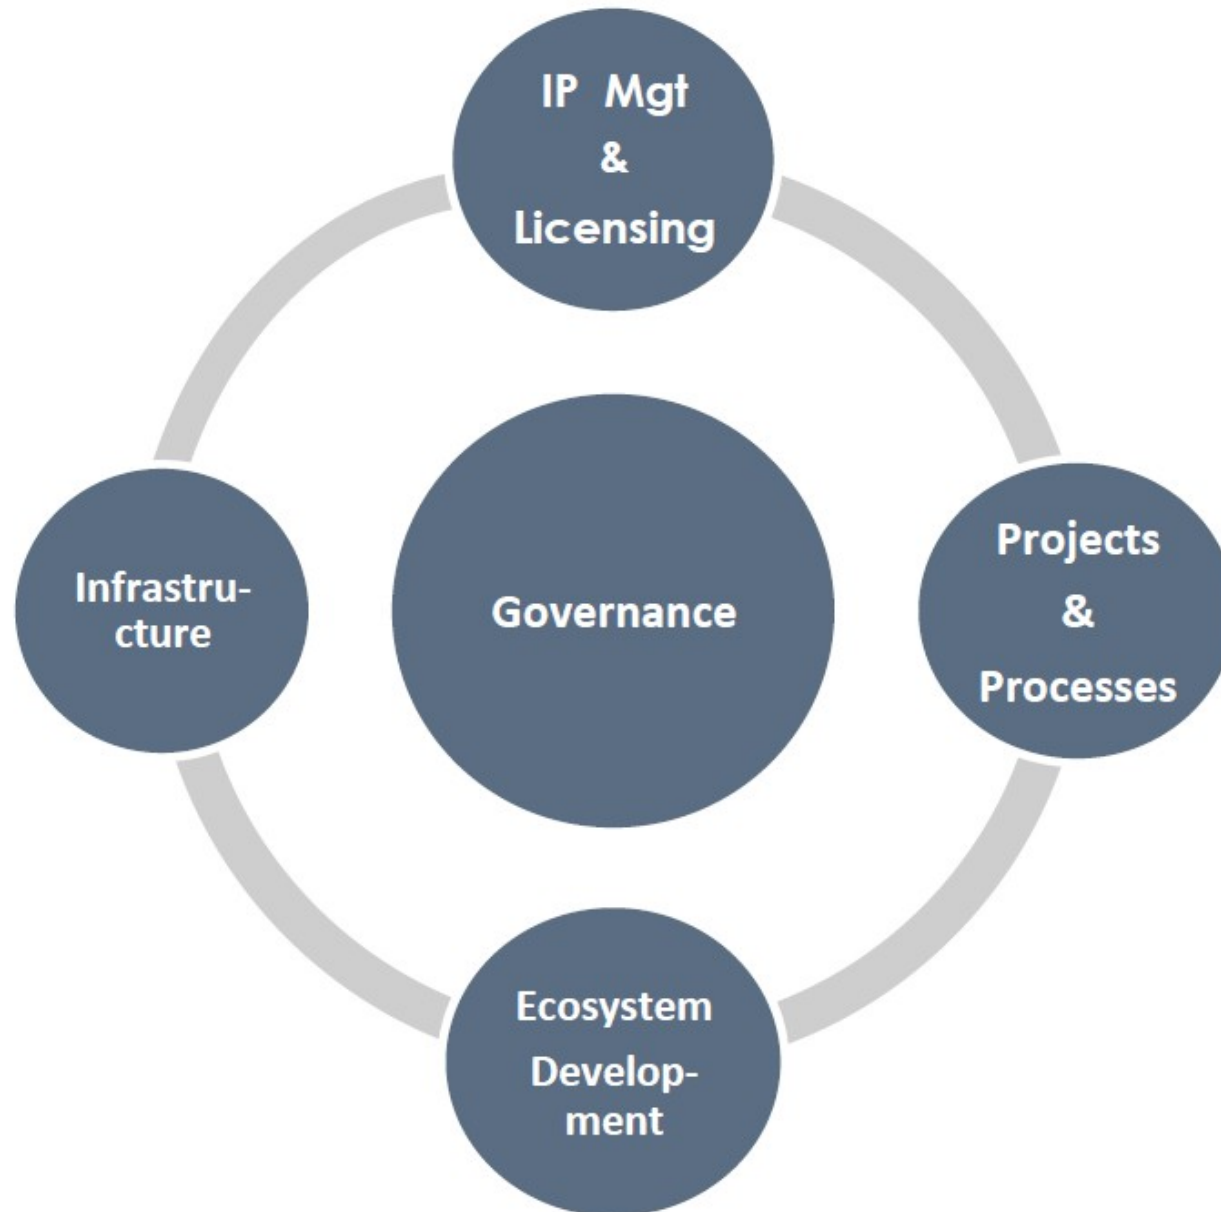 IP Mgt
&
Licensing
Projects
&
Processes
Infrastru-
cture
Governance
Ecosystem
Develop-
ment